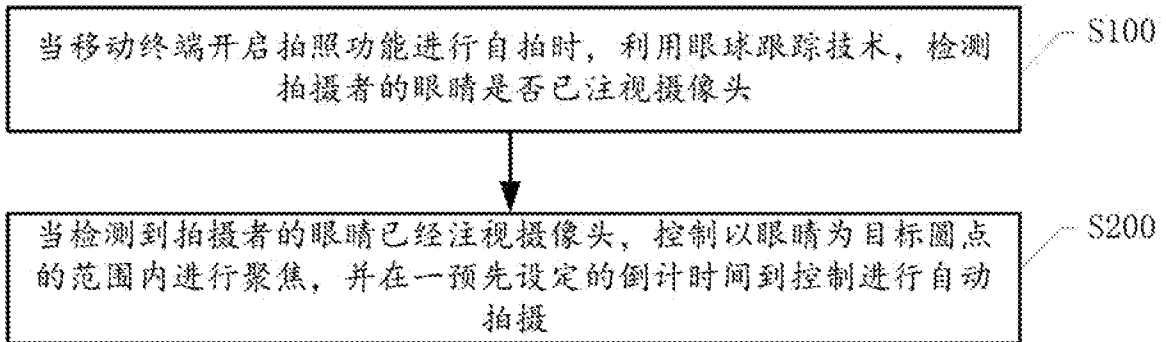 当移动终端开启拍照功能进行自拍时，利用眼球跟踪技术，检测
拍摄者的眼睛是否已注视摄像头
S100
当检测到拍摄者的眼睛已经注视摄像头，控制以眼睛为目标圆点
的范围内进行聚焦，并在一预先设定的倒计时间到控制进行自动
拍摄
S200